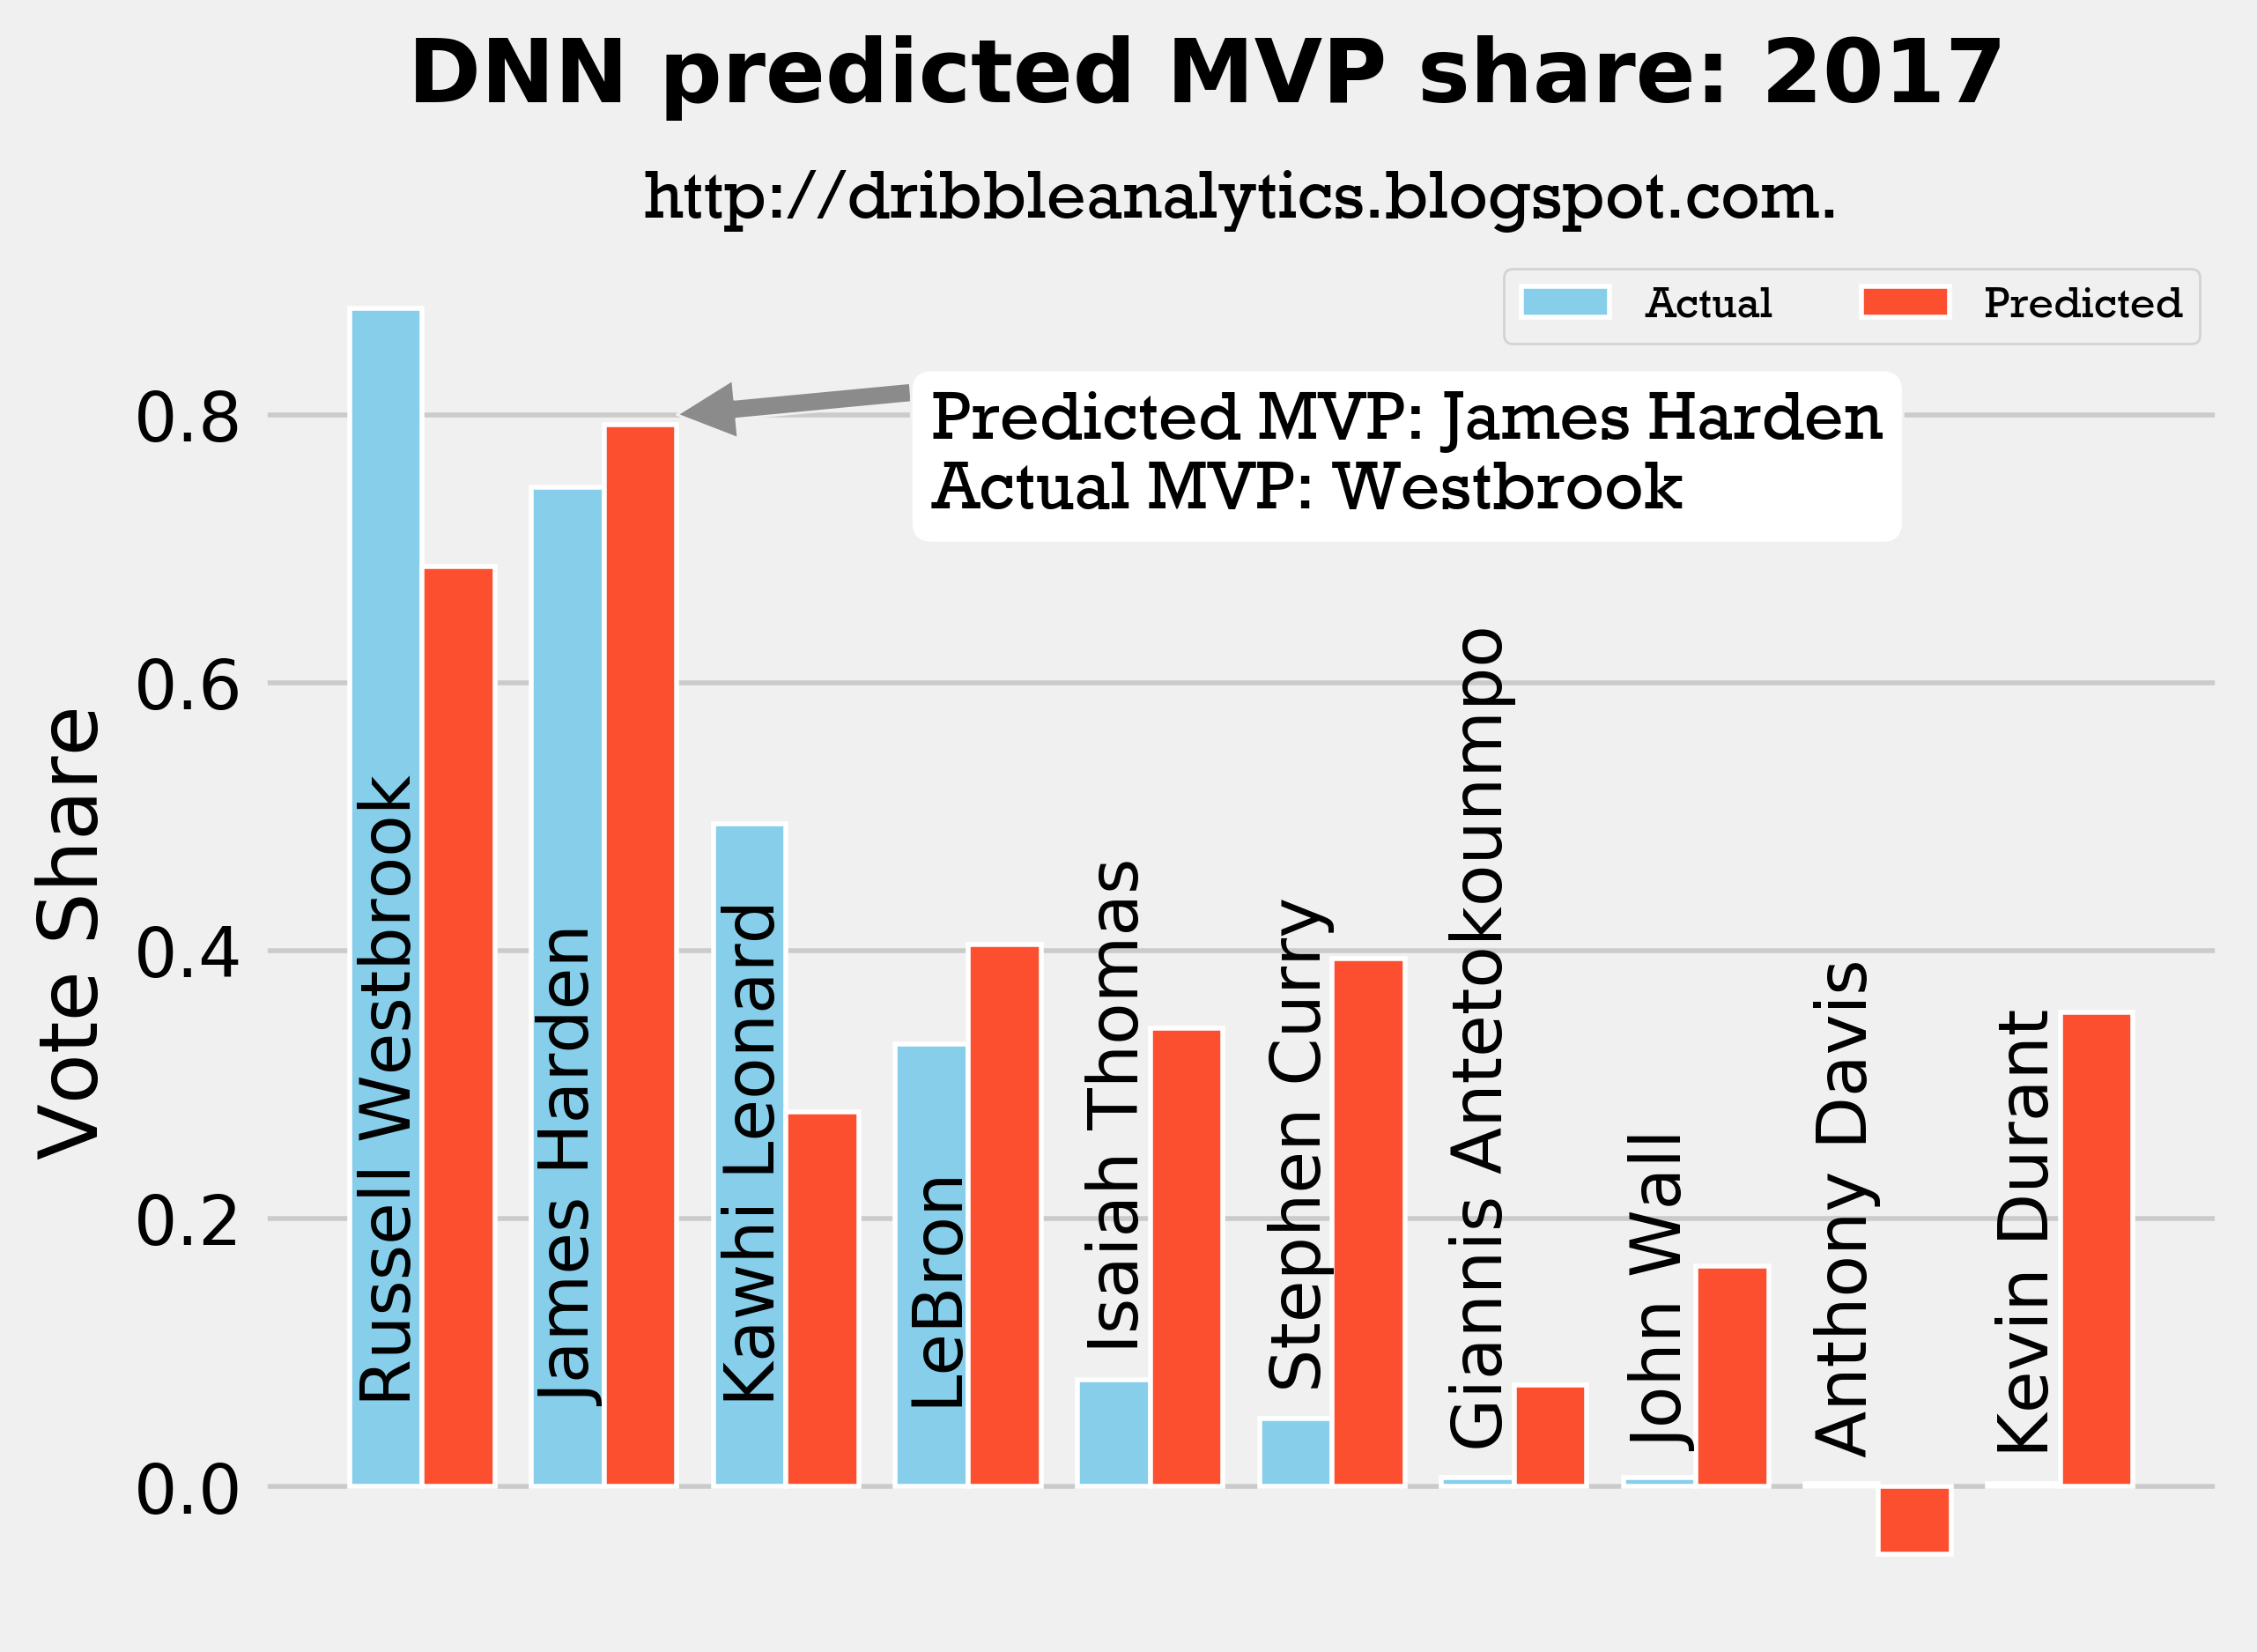 DNN predicted MVP share: 2017
http://dribbleanalytics.blogspot.com.
Actual
Predicted
Predicted MVP: James Harden
Actual MVP: Westbrook
Vote Share
0.8
0.6
0.4
0.2
0.0
Russell Westbrook
James Harden
Kawhi Leonard
LeBron
Isaiah Thomas
Stephen Curry
Giannis Antetokounmpo
John Wall
Anthony Davis
Kevin Durant